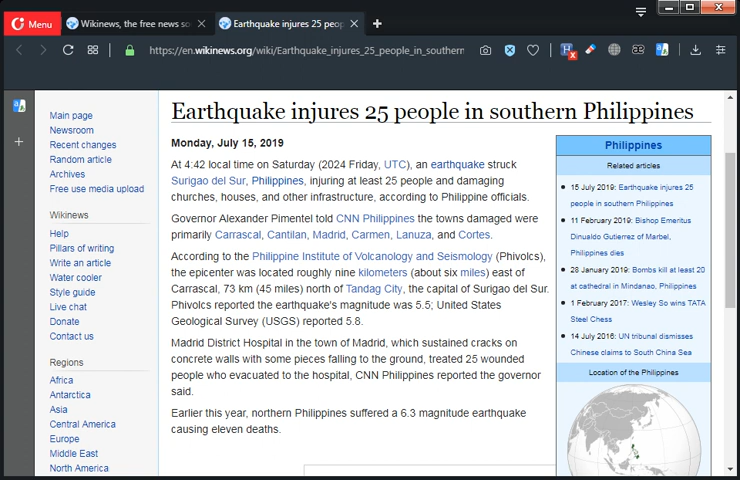 Menu
Wikinews, the free news so
Earthquake injures 25 peop
https://en.wikinews.org/wiki/Earthquake_injures_25_people_in_southern
Main page
Newsroom
Recent changes
Random article
Archives
Free use media upload
Wikinews
Help
Pillars of writing
Write an article
Water cooler
Style guide
Live chat
Donate
Contact us
Regions
Africa
Antarctica
Asia
Central America
Europe
Middle East
North America
Earthquake injures 25 people in southern Philippines
Monday, July 15, 2019
At 4:42 local time on Saturday (2024 Friday, UTC), an earthquake struck
Surigao del Sur, Philippines, injuring at least 25 people and damaging
churches, houses, and other infrastructure, according to Philippine officials.
Governor Alexander Pimentel told CNN Philippines the towns damaged were
primarily Carrascal, Cantilan, Madrid, Carmen, Lanuza, and Cortes.
According to the Philippine Institute of Volcanology and Seismology (Phivolcs),
the epicenter was located roughly nine kilometers (about six miles) east of
Carrascal, 73 km (45 miles) north of Tandag City, the capital of Surigao del Sur.
Phivolcs reported the earthquake's magnitude was 5.5; United States
Geological Survey (USGS) reported 5.8.
Madrid District Hospital in the town of Madrid, which sustained cracks on
concrete walls with some pieces falling to the ground, treated 25 wounded
people who evacuated to the hospital, CNN Philippines reported the governor
said.
Earlier this year, northern Philippines suffered a 6.3 magnitude earthquake
causing eleven deaths.
Philippines
Related articles
15 July 2019: Earthquake injures 25
people in southern Philippines
11 February 2019: Bishop Emeritus
Dinualdo Gutierrez of Marbel,
Philippines dies
28 January 2019: Bombs kill at least 20
at cathedral in Mindanao, Philippines
1 February 2017: Wesley So wins TATA
Steel Chess
14 July 2016: UN tribunal dismisses
Chinese claims to South China Sea
Location of the Philippines